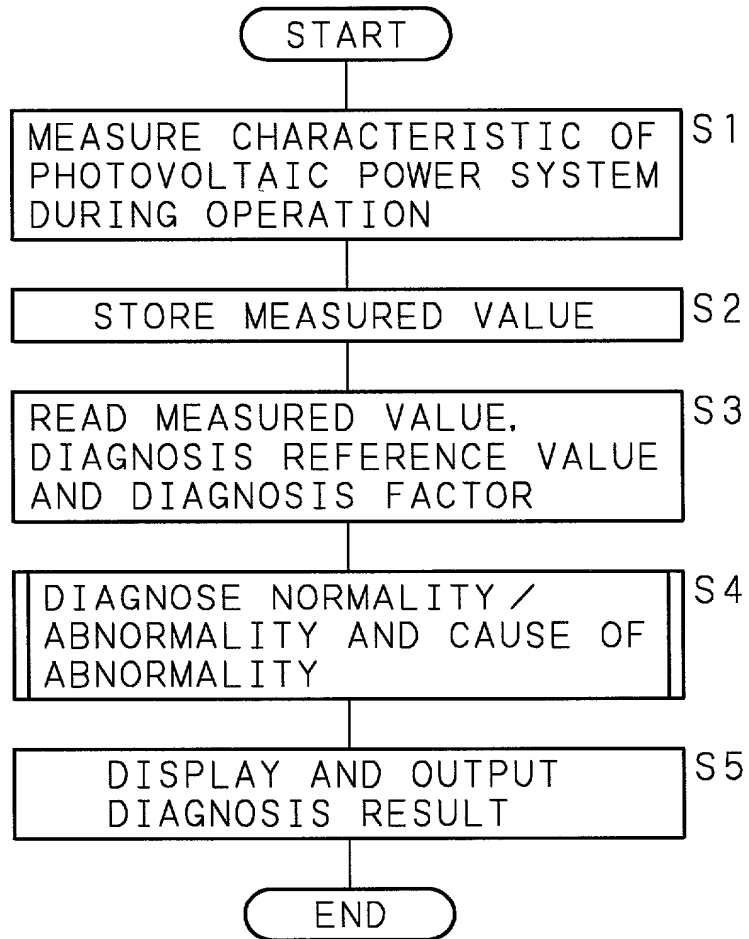 START
MEASURE CHARACTERISTIC OF S1
PHOTOVOLTAIC POWER SYSTEM
DURING OPERATION
STORE MEASURED VALUE S2
READ MEASURED VALUE, S3
DIAGNOSIS REFERENCE VALUE
AND DIAGNOSIS FACTOR
DIAGNOSE NORMALITY/ S4
ABNORMALITY AND CAUSE OF
ABNORMALITY
DISPLAY AND OUTPUT S5
DIAGNOSIS RESULT
END